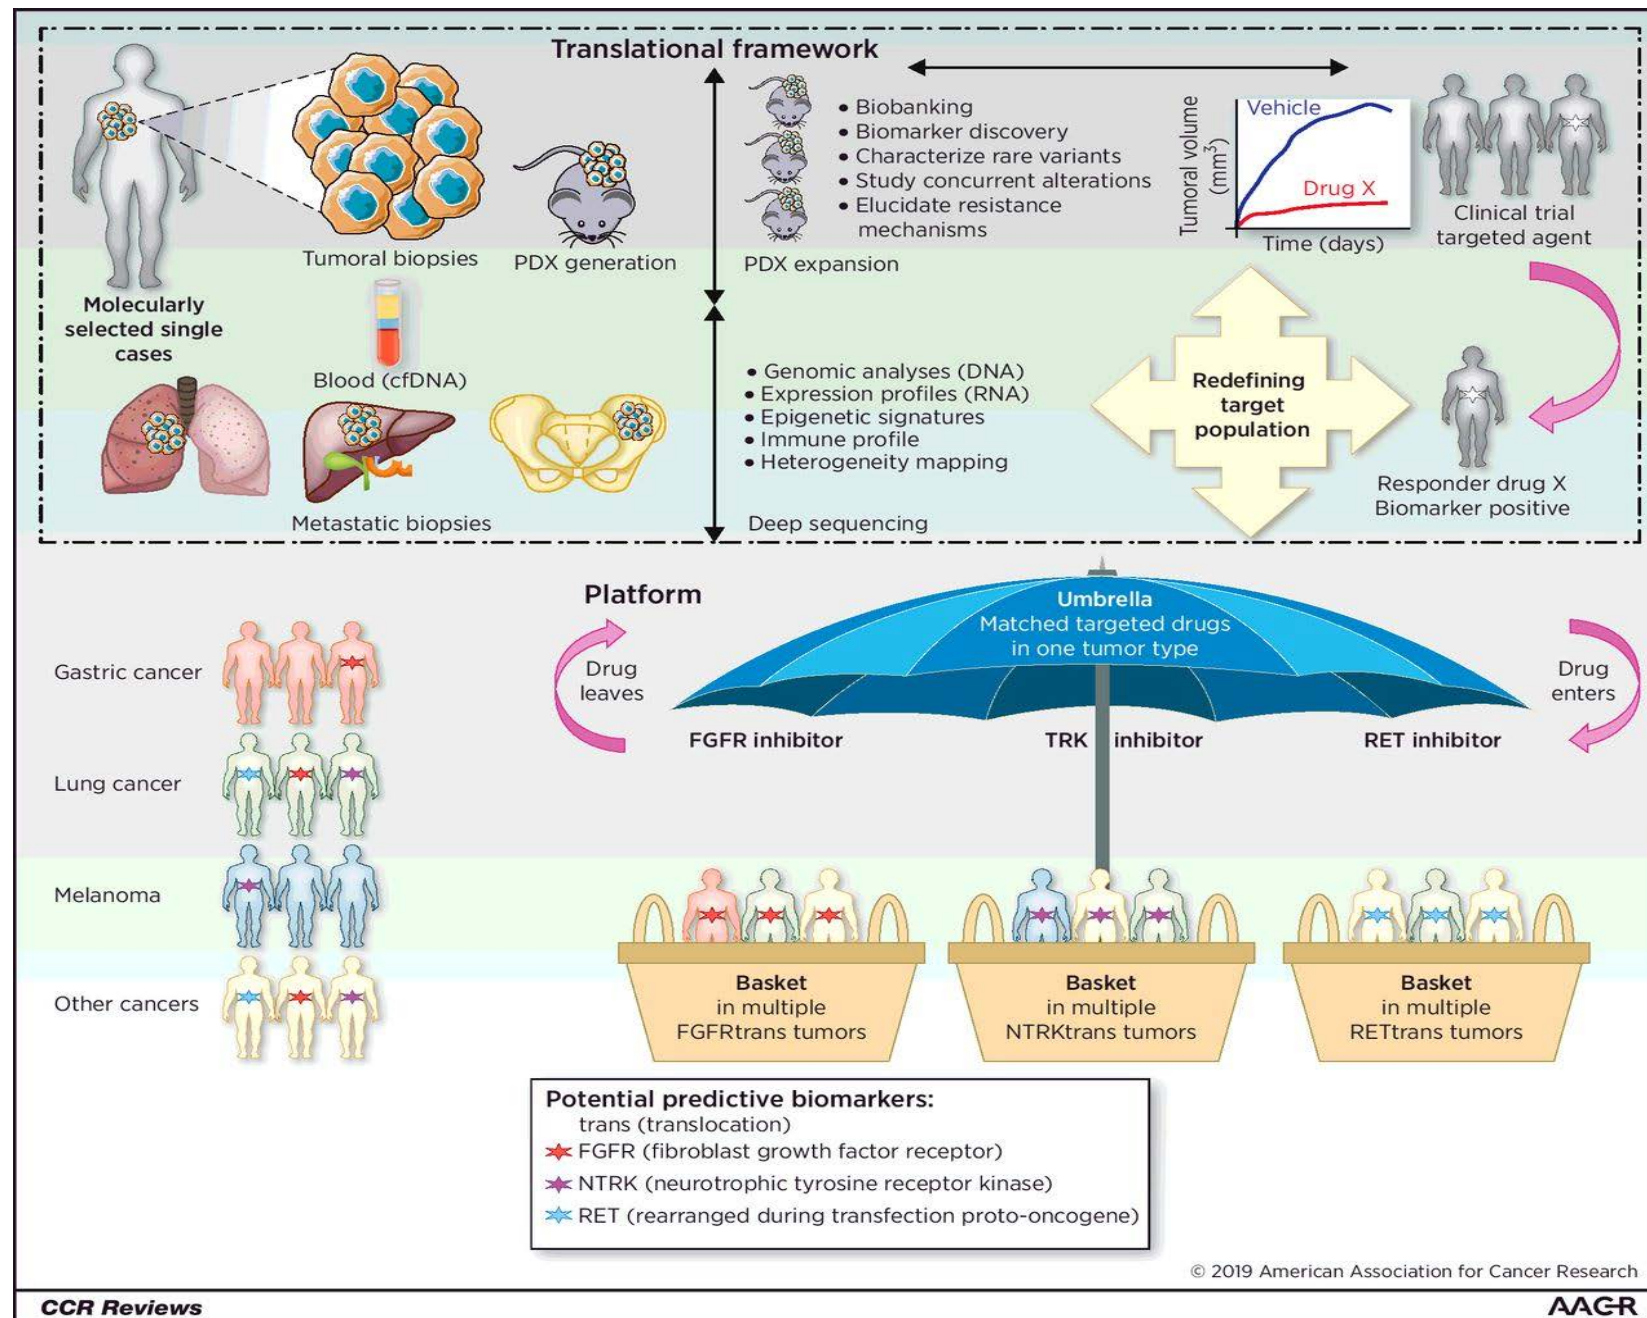 Translational framework
Tumoral biopsies
PDX generation
• Biobanking
• Biomarker discovery
• Characterize rare variants
• Study concurrent alterations
• Elucidate resistance
mechanisms
PDX expansion
Tumoral volume
(mm³)
Vehicle
Drug X
Time (days)
Clinical trial
targeted agent
Molecularly
selected single
cases
Blood (cfDNA)
Metastatic biopsies
• Genomic analyses (DNA)
• Expression profiles (RNA)
• Epigenetic signatures
• Immune profile
• Heterogeneity mapping
Deep sequencing
Redefining
target
population
Responder drug X
Biomarker positive
Platform
Umbrella
Matched targeted drugs
in one tumor type
Drug
leaves
Drug
enters
FGFR inhibitor
TRK inhibitor
RET inhibitor
Gastric cancer
Lung cancer
Melanoma
Other cancers
Basket
in multiple
FGFRtrans tumors
Basket
in multiple
NTRKtrans tumors
Basket
in multiple
RETtrans tumors
Potential predictive biomarkers:
trans (translocation)
FGFR (fibroblast growth factor receptor)
NTRK (neurotrophic tyrosine receptor kinase)
RET (rearranged during transfection proto-oncogene)
© 2019 American Association for Cancer Research
CCR Reviews
AACR